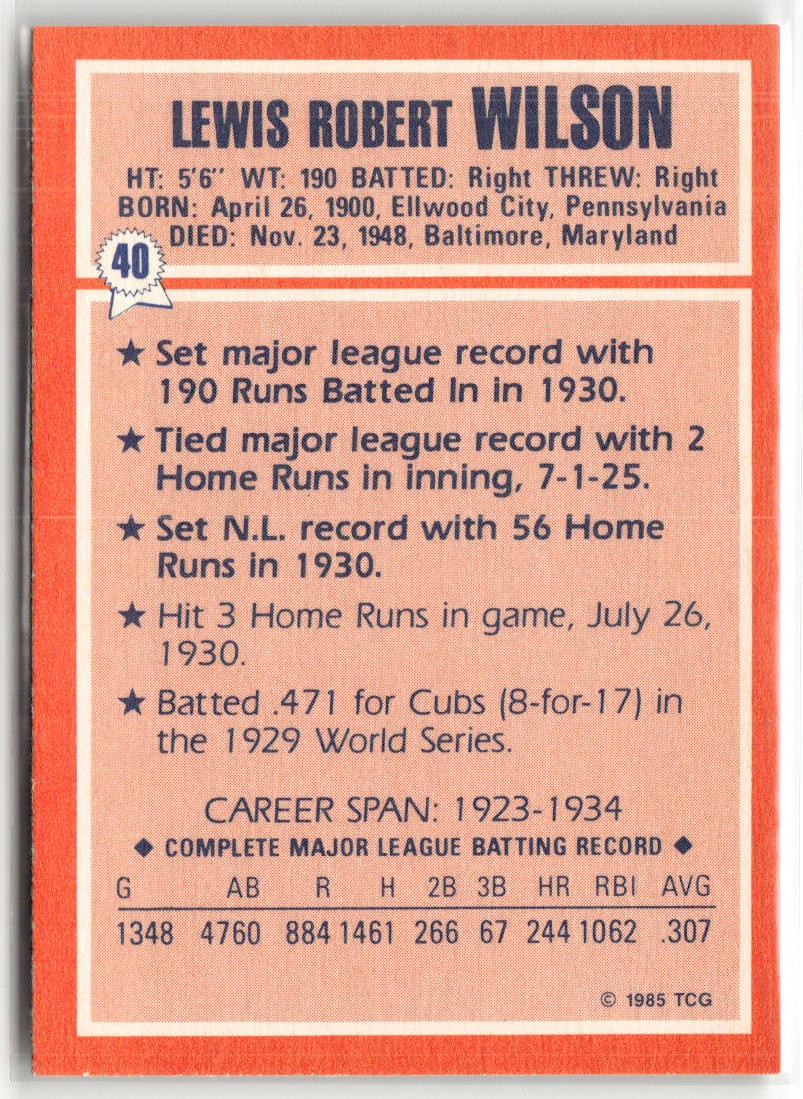 LEWIS ROBERT WILSON
HT: 5'6" WT: 190 BATTED: Right THREW: Right
BORN: April 26, 1900, Ellwood City, Pennsylvania
DIED: Nov. 23, 1948, Baltimore, Maryland
40
★ Set major league record with
190 Runs Batted In in 1930.
★ Tied major league record with 2
Home Runs in inning, 7-1-25.
★ Set N.L. record with 56 Home
Runs in 1930.
★ Hit 3 Home Runs in game, July 26,
1930.
★ Batted .471 for Cubs (8-for-17) in
the 1929 World Series.
CAREER SPAN: 1923-1934
◆ COMPLETE MAJOR LEAGUE BATTING RECORD ◆
G AB R H 2B 3B HR RBI AVG
1348 4760 884 1461 266 67 244 1062 .307
© 1985 TCG